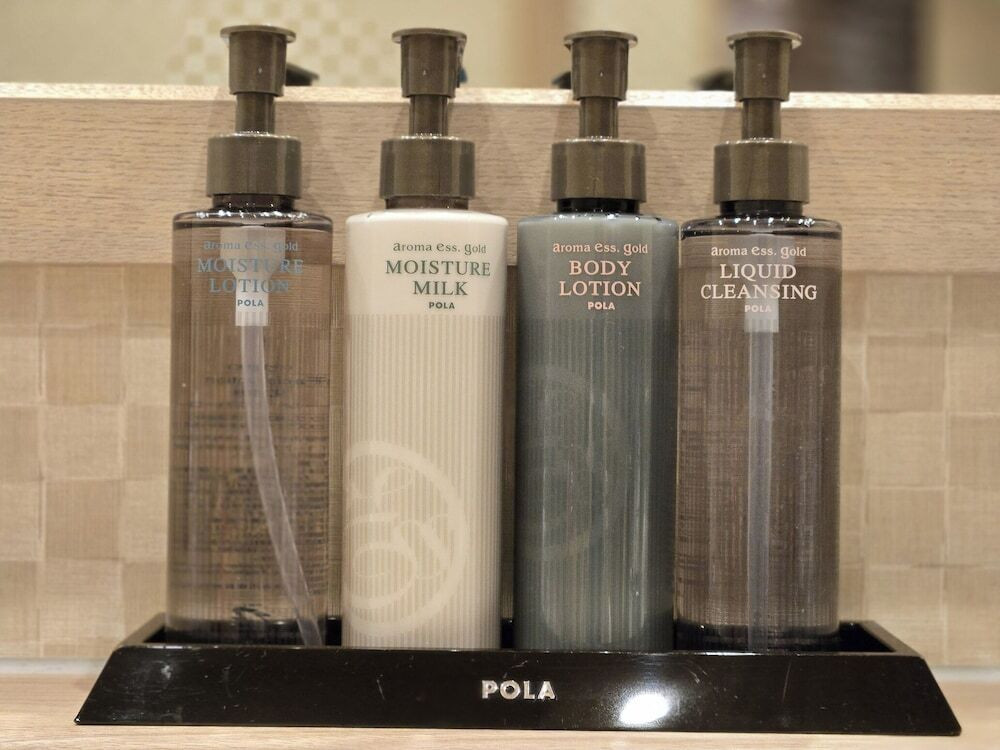 aroma ess. gold
MOISTURE
LOTION
POLA
aroma ess. gold
MOISTURE
MILK
POLA
aroma ess. gold
BODY
LOTION
POLA
aroma ess. gold
LIQUID
CLEANSING
POLA
POLA